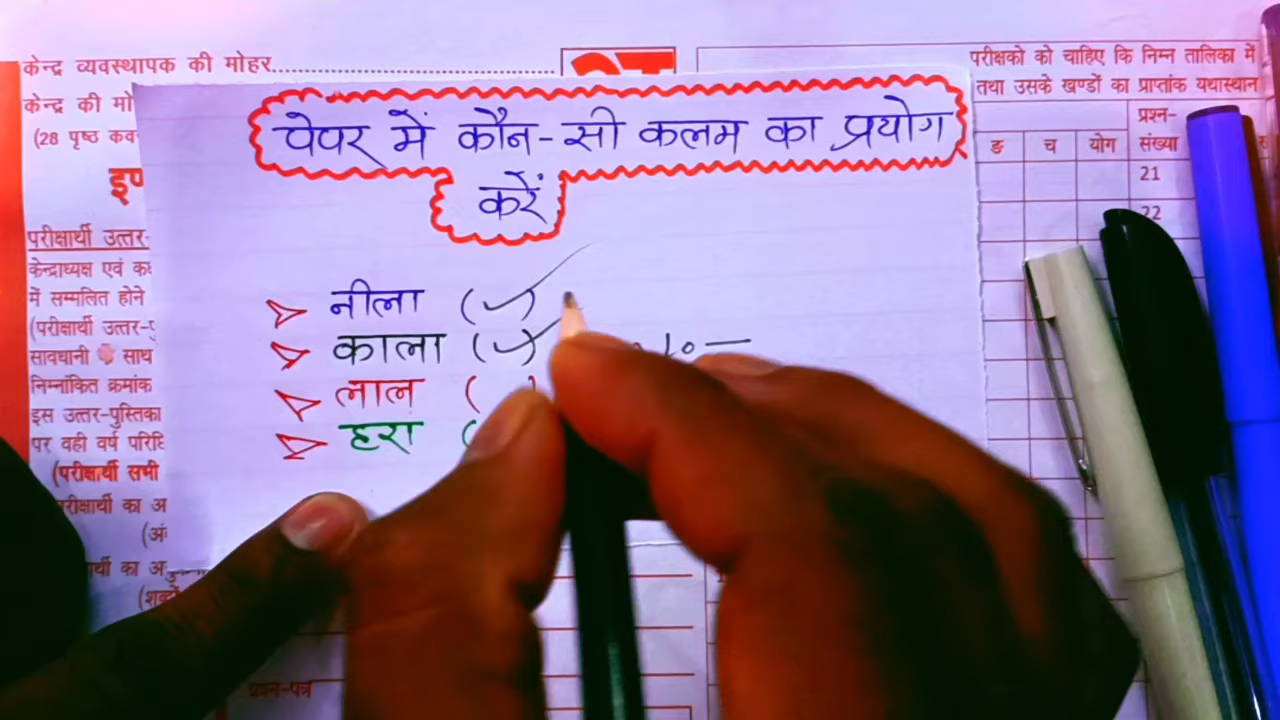 केन्द्र व्यवस्थापक की मोहर
केन्द्र की मो
(28 पृष्ठ कव
परीक्षार्थी उत्तर-
केन्द्राध्यक्ष एवं क
में सम्मलित होने
(परीक्षार्थी उत्तर-
सावधानी साथ
निम्नांकित क्रमांक
इस उत्तर-पुस्तिका
पर वही वर्ष
(परीक्षार्थी सभी
परीक्षार्थी का अ
(अं
का अ
प्रश्न-पत्र
पेपर में कौन-सी कलम का प्रयोग
करें
नीला (✓)
काला (✓)
लाल (
हरा (
परीक्षको को चाहिए कि निम्न तालिका में
तथा उसके खण्डों का प्राप्तांक यथास्थान
ङ च योग प्रश्न-
संख्या
21
22